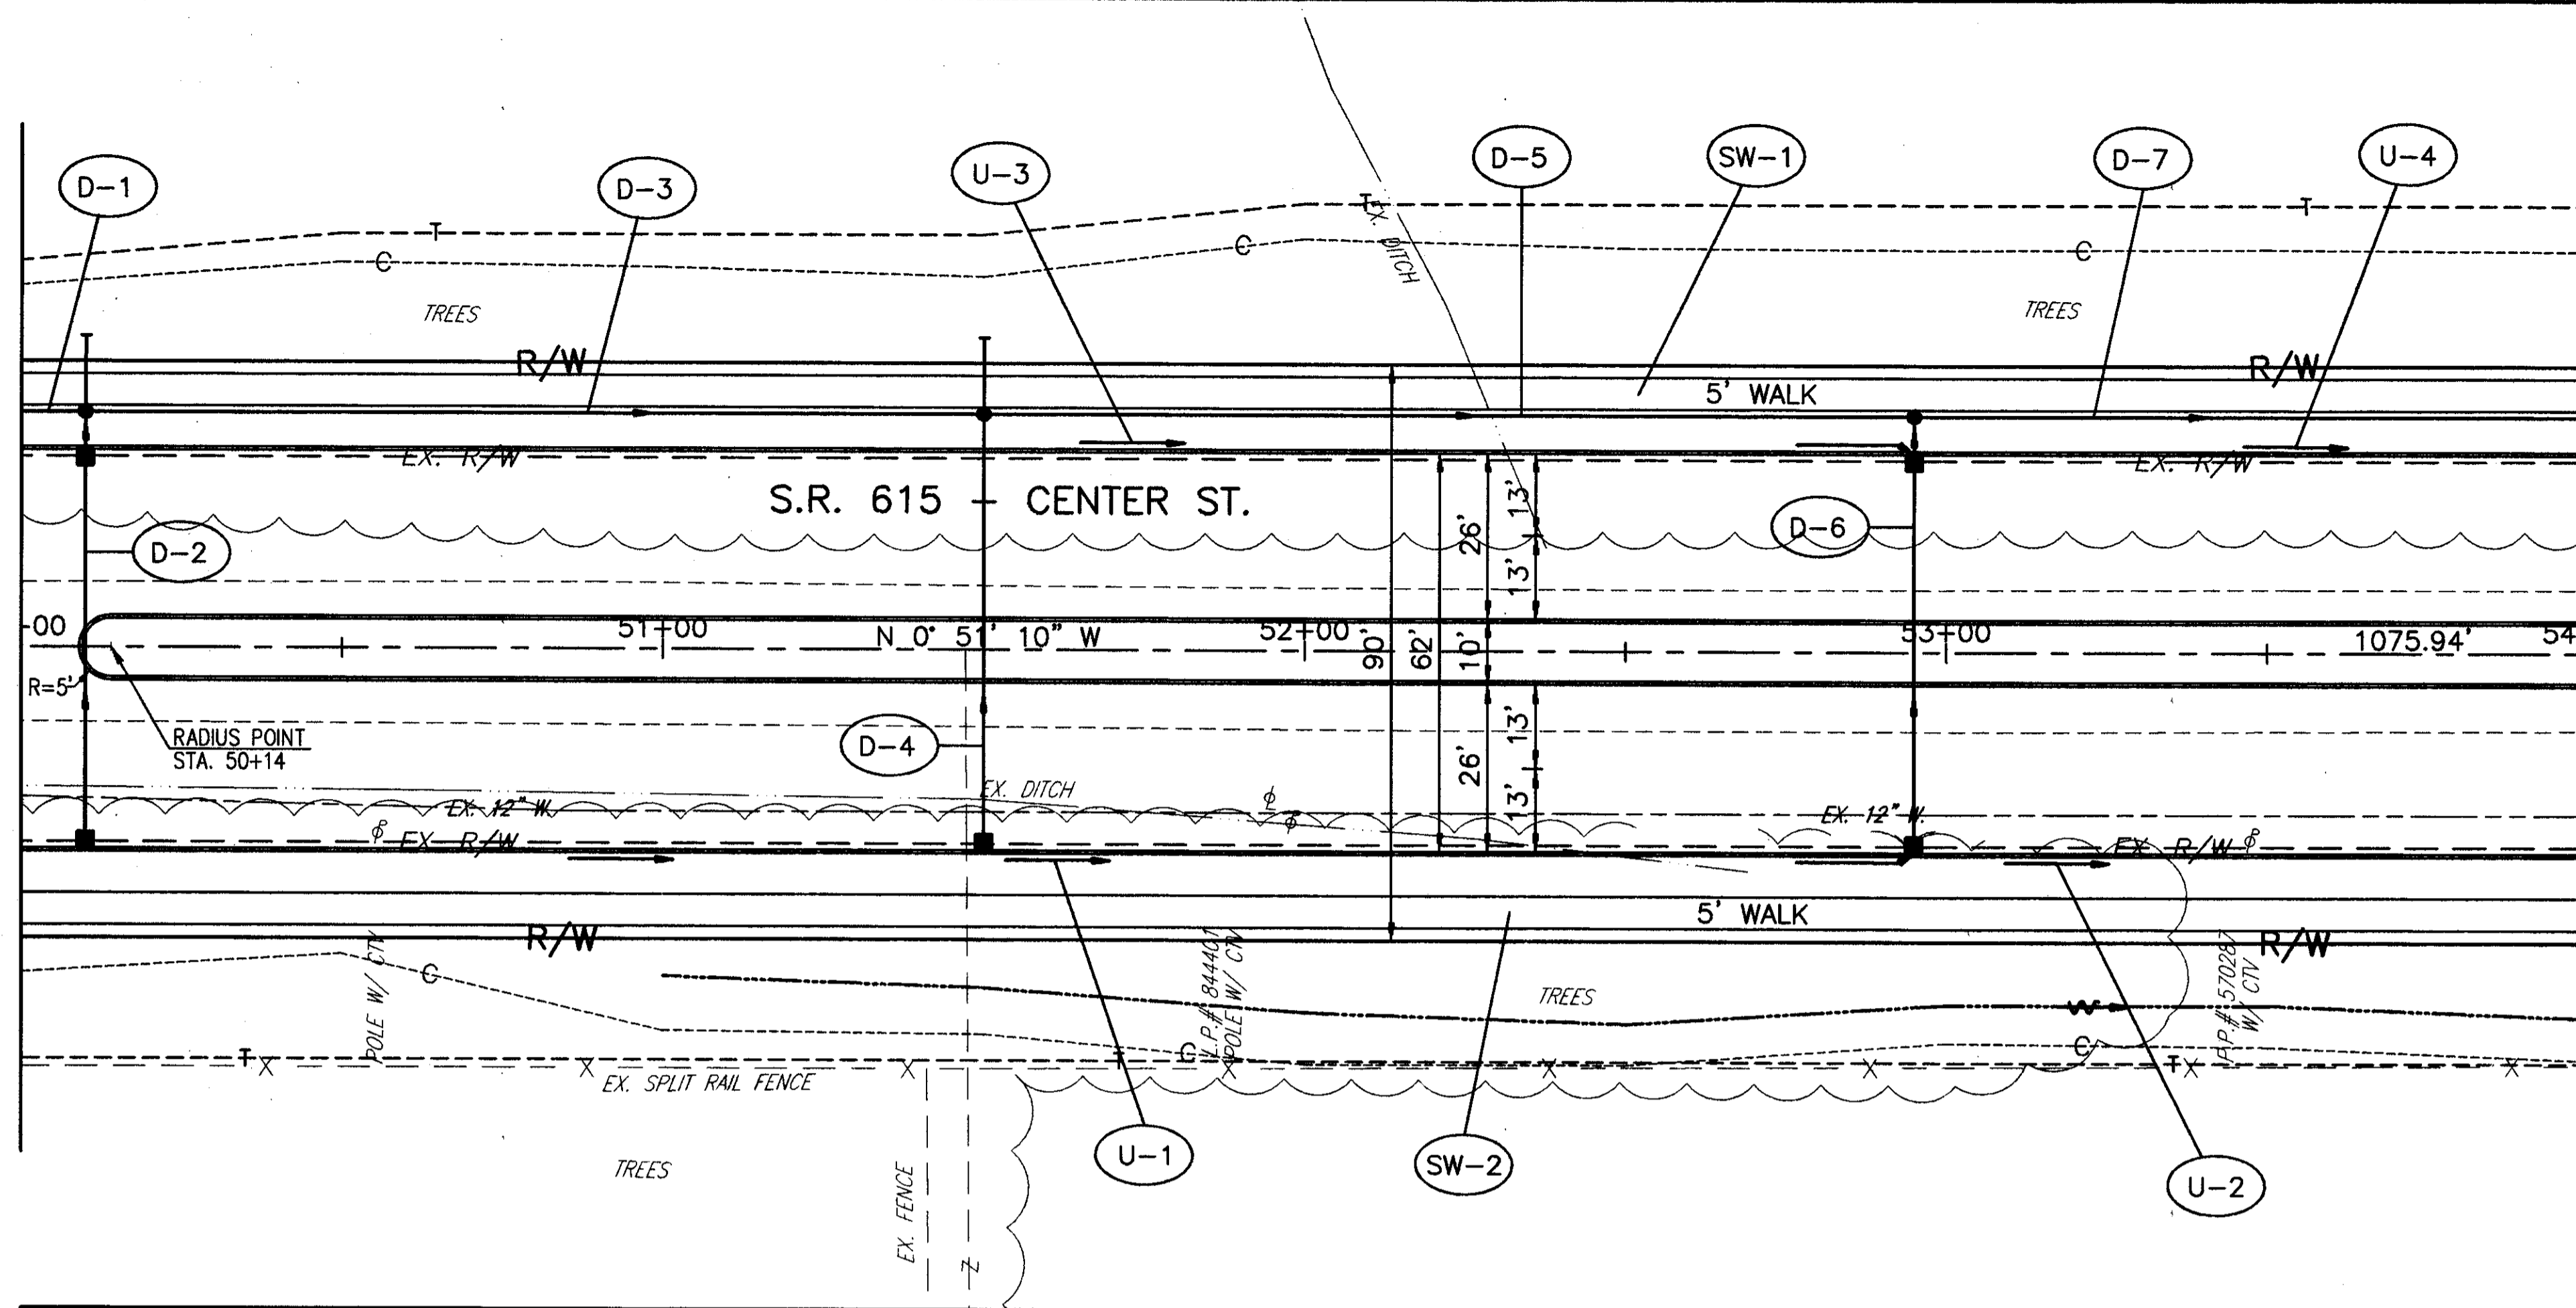 D-1
D-3
U-3
D-5
SW-1
D-7
U-4
T
T
T
C
C
C
EX. DITCH
TREES
TREES
R/W
R/W
5' WALK
EX. R/W
EX. R/W
S.R. 615 - CENTER ST.
D-2
D-6
26'
13'
13'
-00
51+00
N 0° 51' 10" W
52+00
90'
62'
10'
53+00
1075.94'
54
R=5'
RADIUS POINT
STA. 50+14
D-4
26'
13'
13'
EX. DITCH
EX. 12" W.
EX. 12" W.
EX R/W
EX R/W
5' WALK
R/W
R/W
POLE W/ CTV
C
L.P.# 844401
POLE W/ CTV
TREES
W
P.P.# 570287
W/ CTV
T
X
X
X
T
C
X
X
X
C
T
X
X
EX. SPLIT RAIL FENCE
TREES
EX. FENCE
Z
U-1
SW-2
U-2